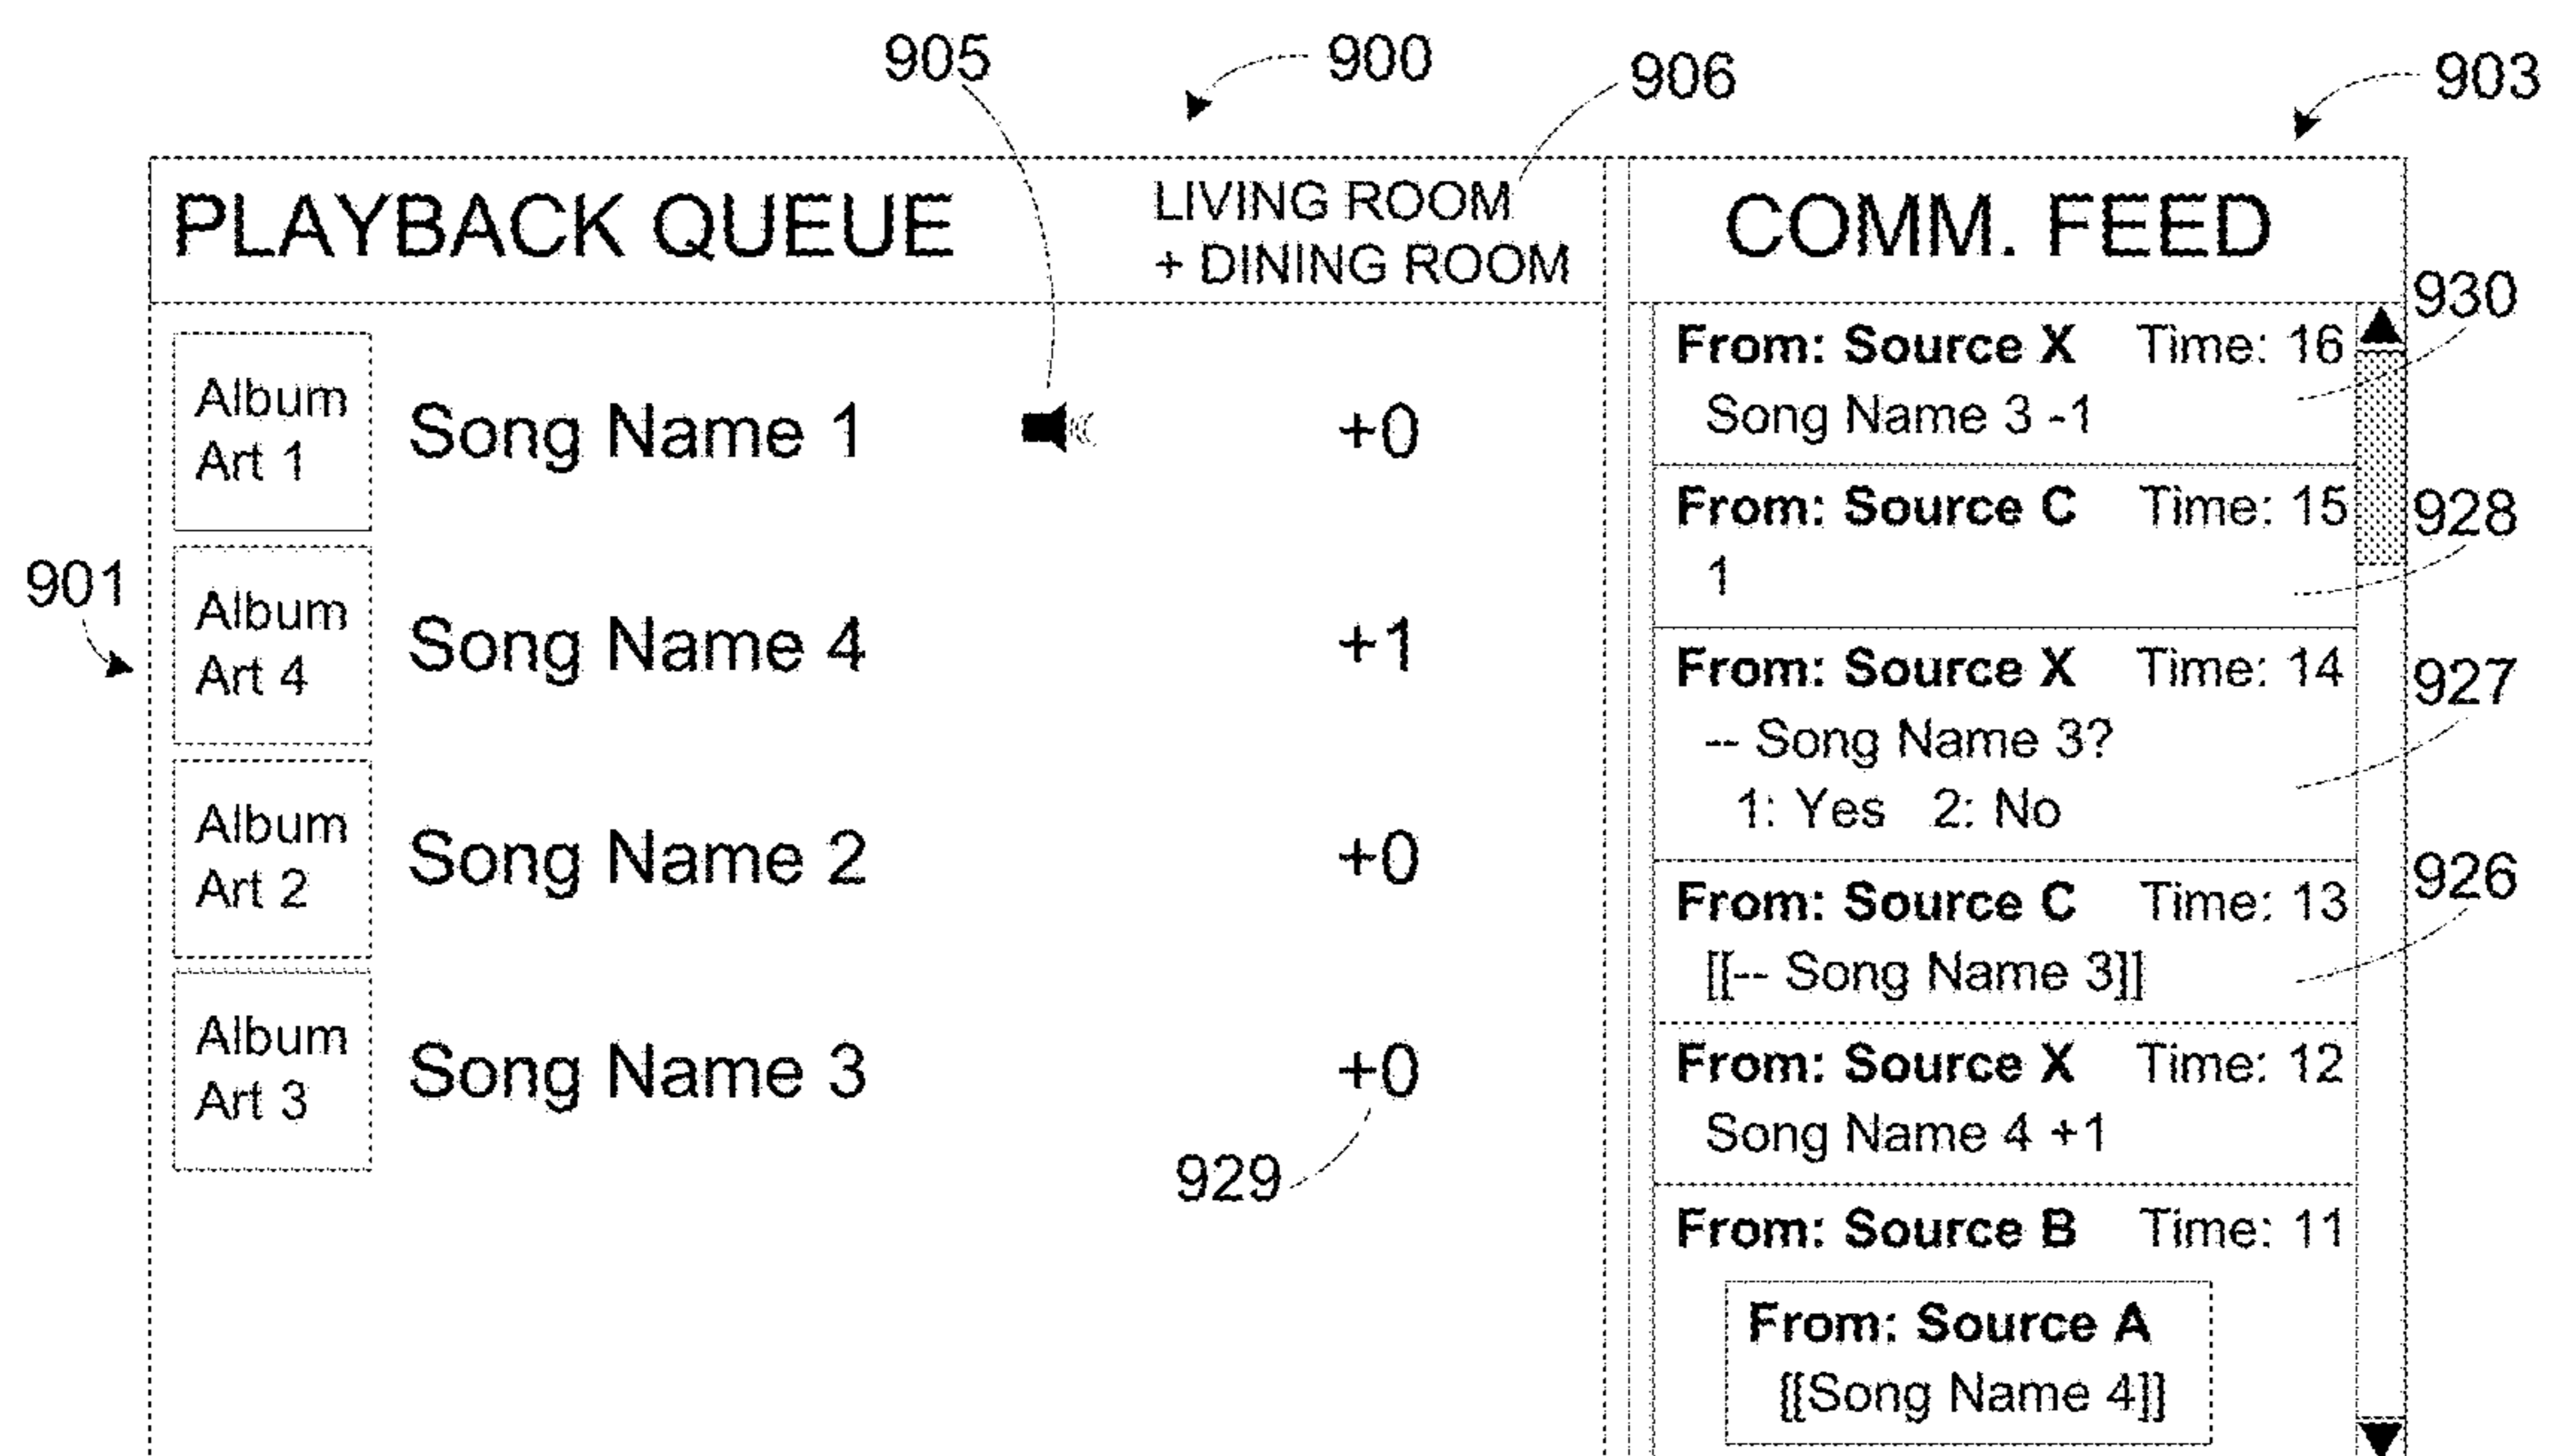 905
900
906
903
PLAYBACK QUEUE
LIVING ROOM
+ DINING ROOM
COMM. FEED
901
Album
Art 1
Song Name 1
+0
Album
Art 4
Song Name 4
+1
Album
Art 2
Song Name 2
+0
Album
Art 3
Song Name 3
+0
929
From: Source X Time: 16
Song Name 3 -1
930
From: Source C Time: 15
1
928
From: Source X Time: 14
-- Song Name 3?
1: Yes 2: No
927
From: Source C Time: 13
[[-- Song Name 3]]
926
From: Source X Time: 12
Song Name 4 +1
From: Source B Time: 11
From: Source A
[[Song Name 4]]